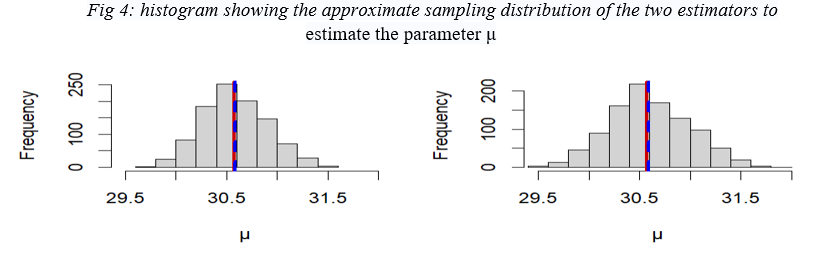 Fig 4: histogram showing the approximate sampling distribution of the two estimators to
estimate the parameter μ
Frequency
0 100 250
29.5 30.5 31.5
μ
Frequency
0 100 200
29.5 30.5 31.5
μ